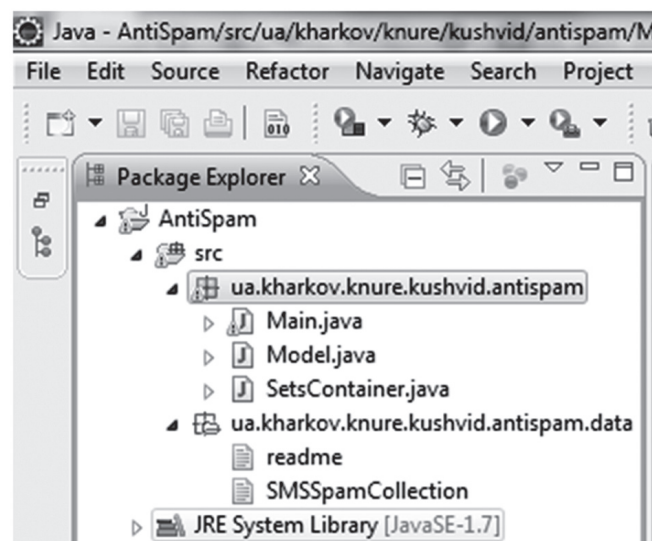 Java - AntiSpam/src/ua/kharkov/knure/kushvid/antispam/M
File Edit Source Refactor Navigate Search Project
010
Package Explorer
AntiSpam
src
ua.kharkov.knure.kushvid.antispam
Main.java
Model.java
SetsContainer.java
ua.kharkov.knure.kushvid.antispam.data
readme
SMSSpamCollection
JRE System Library [JavaSE-1.7]